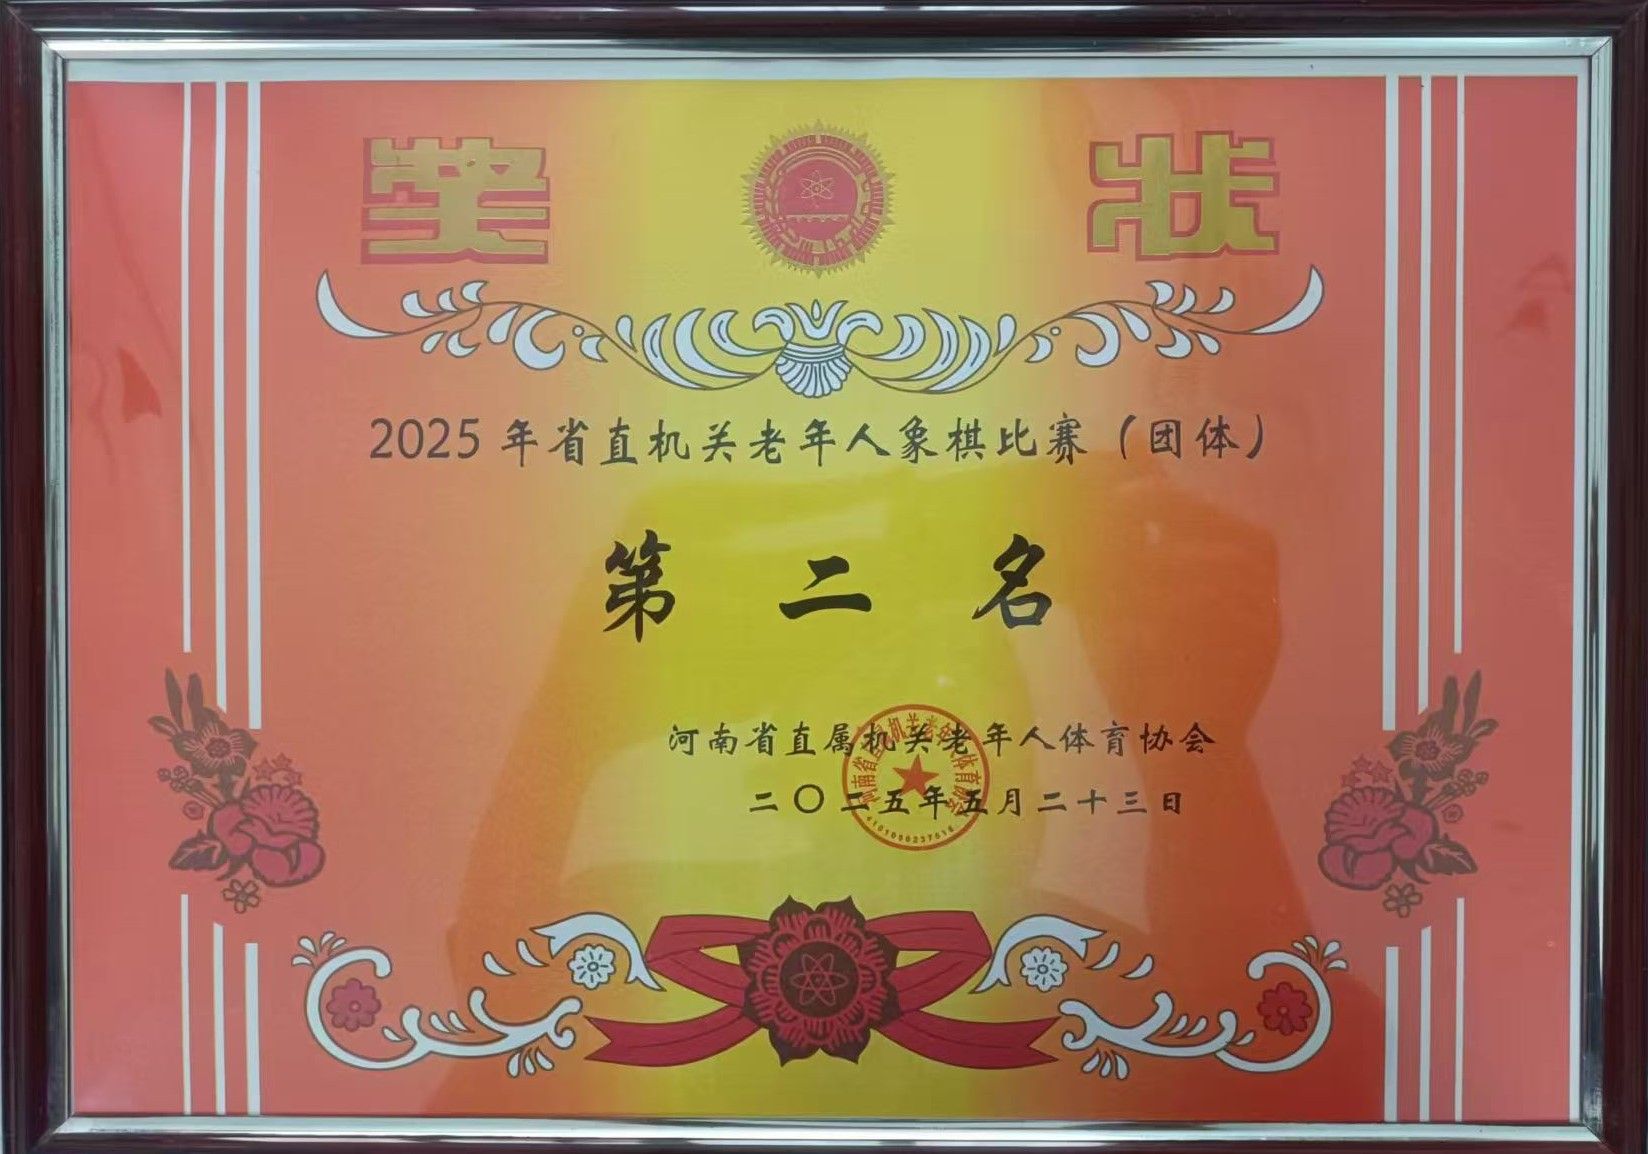 奖状
2025年省直机关老年人象棋比赛（团体）
第二名
河南省直属机关老年人体育协会
二〇二五年五月二十三日